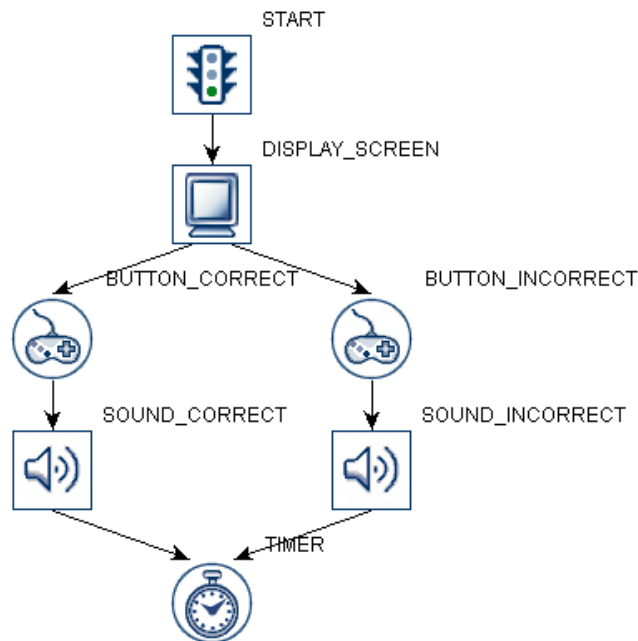 START
DISPLAY_SCREEN
BUTTON_CORRECT
BUTTON_INCORRECT
SOUND_CORRECT
SOUND_INCORRECT
TIMER